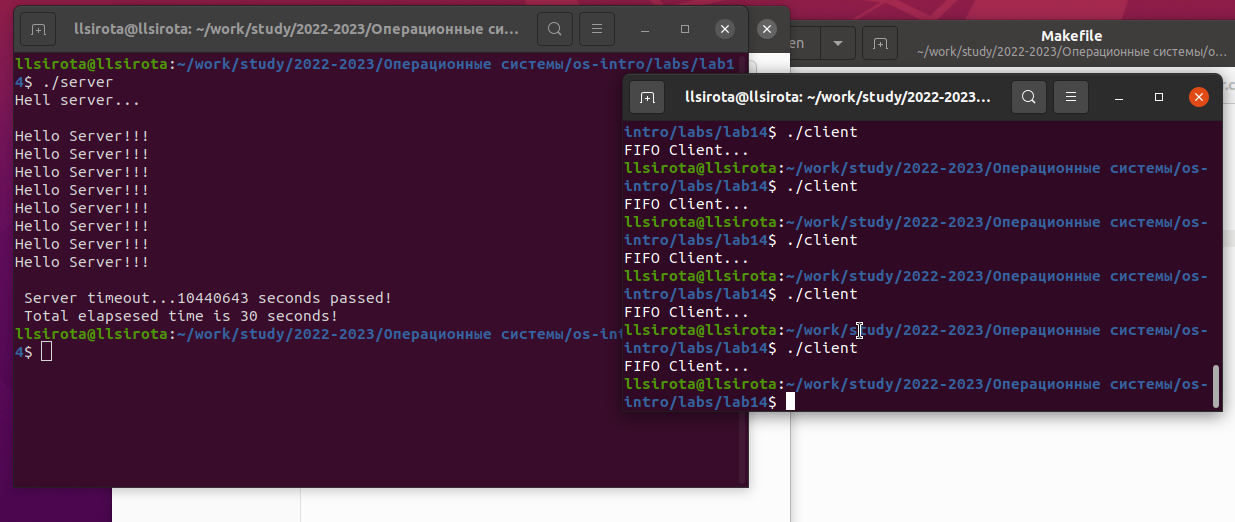 llsirota@llsirota: ~/work/study/2022-2023/Операционные си...
llsirota@llsirota:~/work/study/2022-2023/Операционные системы/os-intro/labs/lab1
4$ ./server
Hell server...
Hello Server!!!
Hello Server!!!
Hello Server!!!
Hello Server!!!
Hello Server!!!
Hello Server!!!
Hello Server!!!
Hello Server!!!
Server timeout...10440643 seconds passed!
Total elapsesed time is 30 seconds!
llsirota@llsirota:~/work/study/2022-2023/Операционные системы/os-int
4$
en
Makefile
~/work/study/2022-2023/Операционные системы/o...
llsirota@llsirota: ~/work/study/2022-2023...
intro/labs/lab14$ ./client
FIFO Client...
llsirota@llsirota:~/work/study/2022-2023/Операционные системы/os-
intro/labs/lab14$ ./client
FIFO Client...
llsirota@llsirota:~/work/study/2022-2023/Операционные системы/os-
intro/labs/lab14$ ./client
FIFO Client...
llsirota@llsirota:~/work/study/2022-2023/Операционные системы/os-
intro/labs/lab14$ ./client
FIFO Client...
llsirota@llsirota:~/work/study/2022-2023/Операционные системы/os-
intro/labs/lab14$ ./client
FIFO Client...
llsirota@llsirota:~/work/study/2022-2023/Операционные системы/os-
intro/labs/lab14$